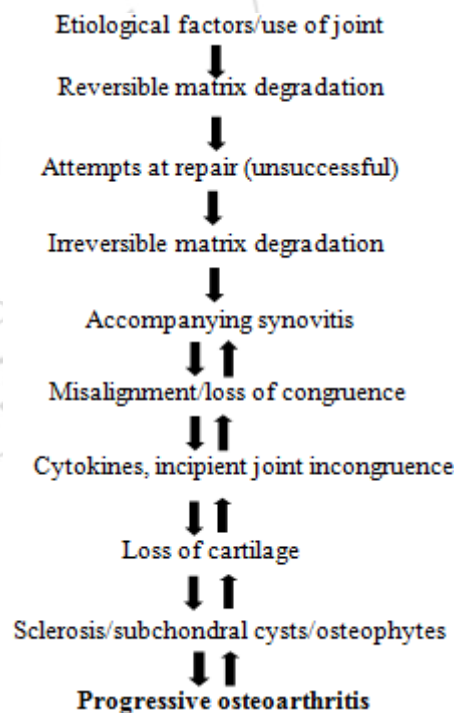 Etiological factors/use of joint
Reversible matrix degradation
Attempts at repair (unsuccessful)
Irreversible matrix degradation
Accompanying synovitis
Misalignment/loss of congruence
Cytokines, incipient joint incongruence
Loss of cartilage
Sclerosis/subchondral cysts/osteophytes
Progressive osteoarthritis